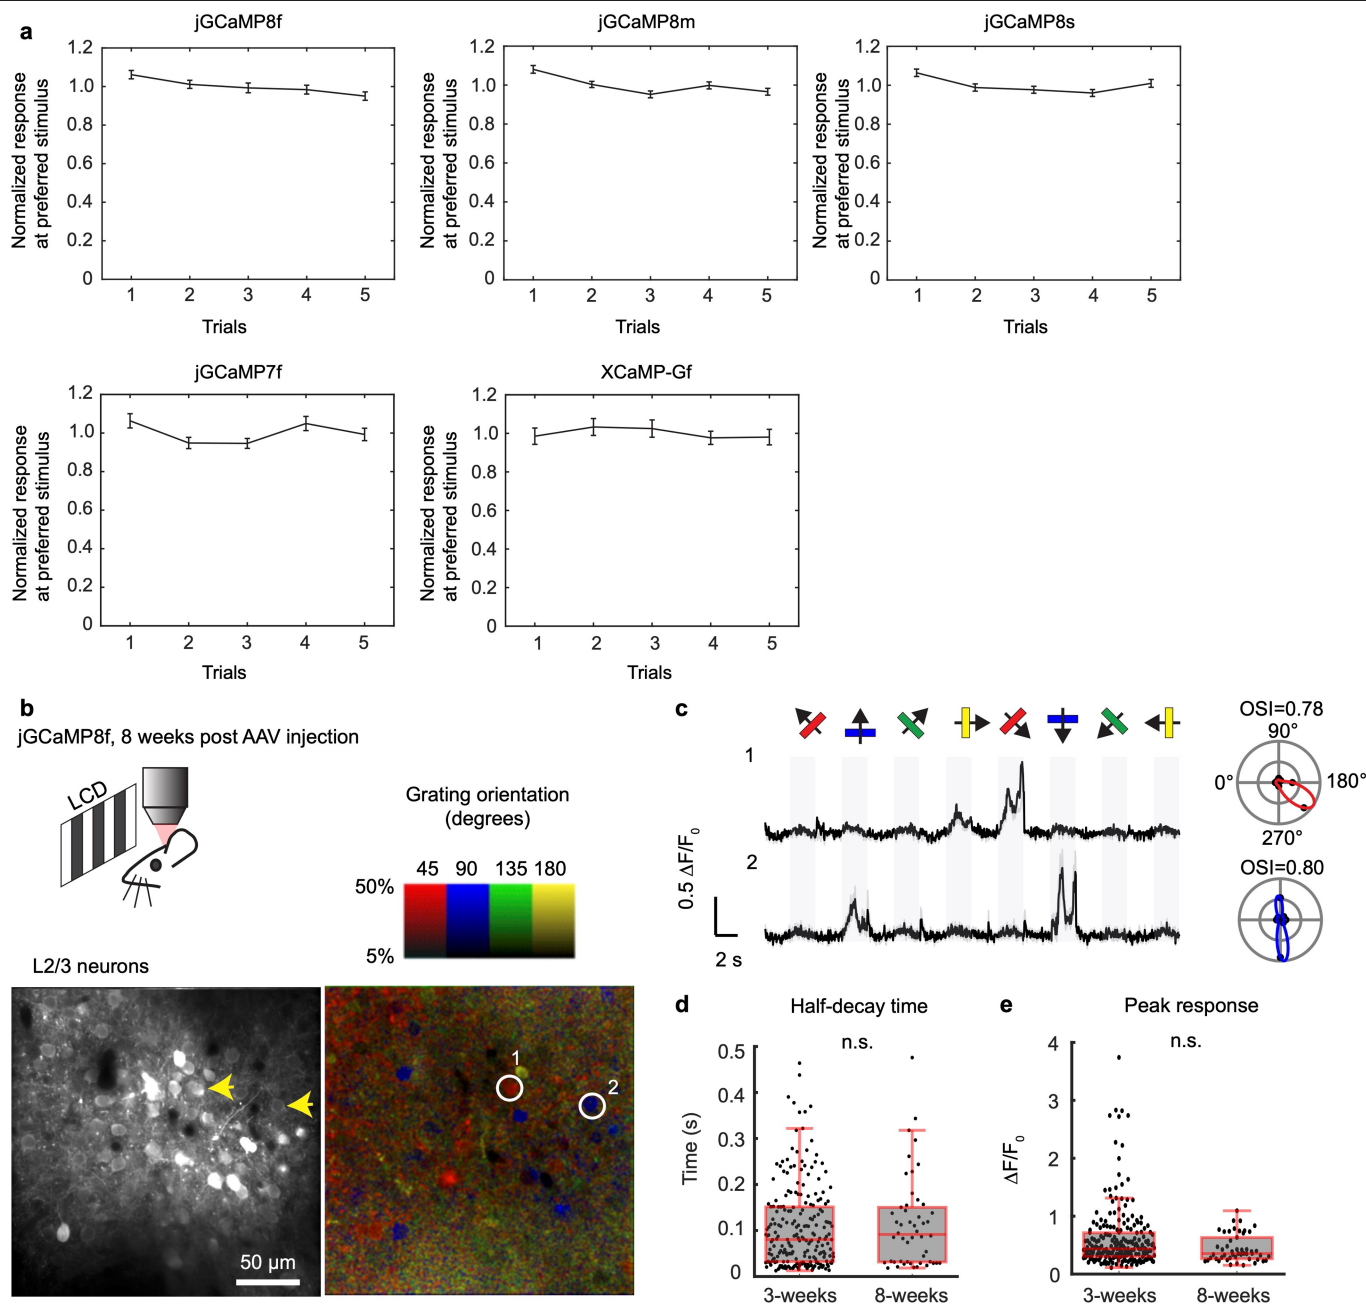 a
jGCaMP8f
jGCaMP8m
jGCaMP8s
Normalized response
at preferred stimulus
1.2
1.0
1.2
0.6
0.4
1.2
0
1 2 3 4 5
Trials
Normalized response
at preferred stimulus
1.2
1.0
1.2
0.6
0.4
0.2
0
1 2 3 4 5
Normalized response
at preferred stimulus
1.2
1.0
0.8
0.6
0.4
0.2
0
1 2 3 4 5
Trials
jGCaMP7f
XCaMP-Gf
Normalized response
at preferred stimulus
1.2
1.0
0.8
0.6
0.4
0.2
0
1 2 3 4 5
Trials
Normalized response
at preferred stimulus
1.2
1.0
0.8
0.6
0.4
0.2
0
1 2 3 4 5
Trials
b
jGCaMP8f, 8 weeks post AAV injection
LCD
Grating orientation
(degrees)
45 90 135 180
50%
5%
L2/3 neurons
50 µm
1
2
c
1
2
0.5 ΔF/F0
2 s
OSI=0.78
90°
0° 180°
270°
OSI=0.80
d
Half-decay time
n.s.
Time (s)
0.5
0.4
0.3
0.2
0.1
0
3-weeks 8-weeks
e
Peak response
n.s.
ΔF/F0
4
3
2
1
0
3-weeks 8-weeks